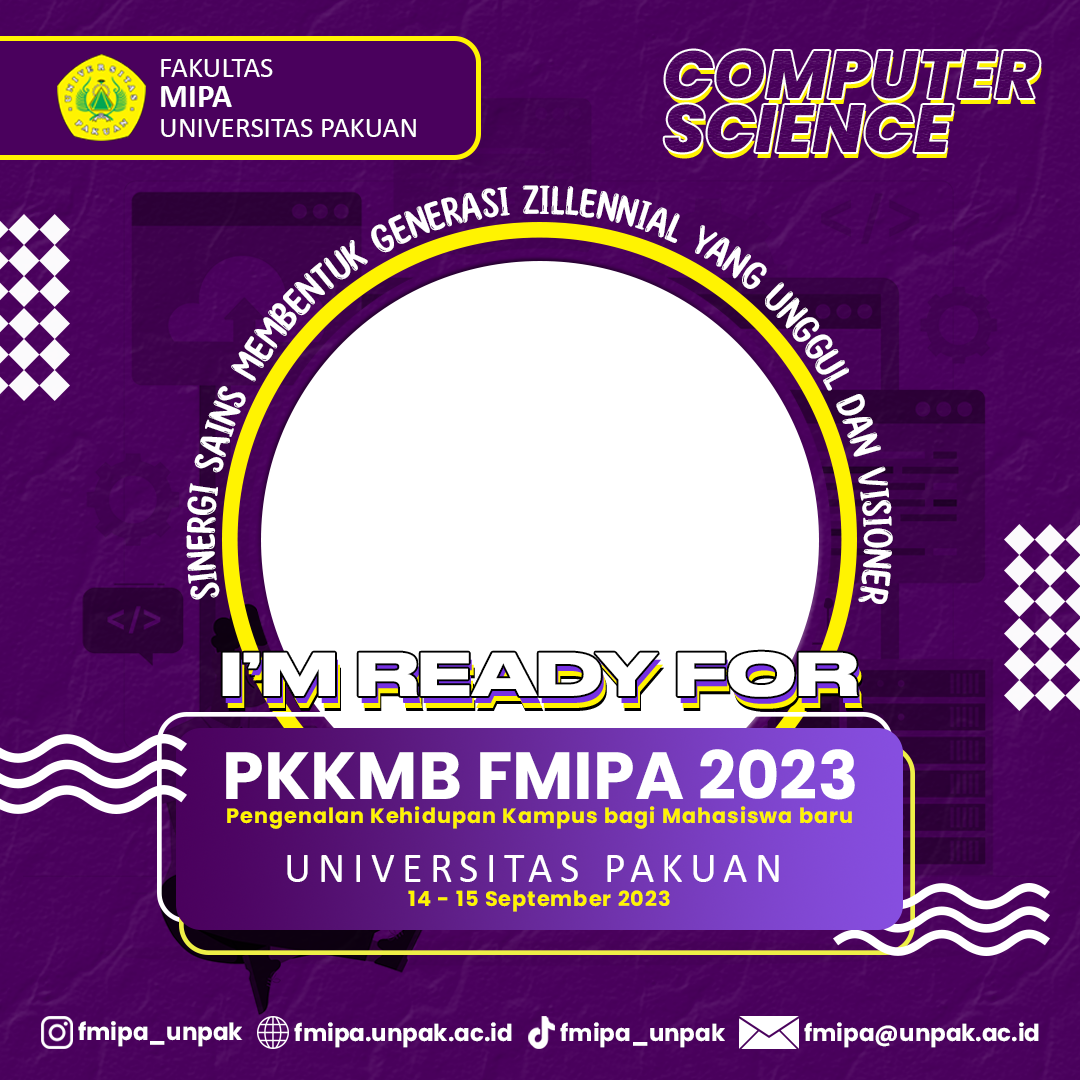 FAKULTAS
MIPA
UNIVERSITAS PAKUAN
UNIVERSITAS
PAKUAN
COMPUTER
SCIENCE
SINERGI SAINS MEMBENTUK GENERASI ZILLENNIAL YANG UNGGUL DAN VISIONER
</>
I'M READY FOR
PKKMB FMIPA 2023
Pengenalan Kehidupan Kampus bagi Mahasiswa baru
UNIVERSITAS PAKUAN
14 - 15 September 2023
fmipa_unpak fmipa.unpak.ac.id fmipa_unpak fmipa@unpak.ac.id